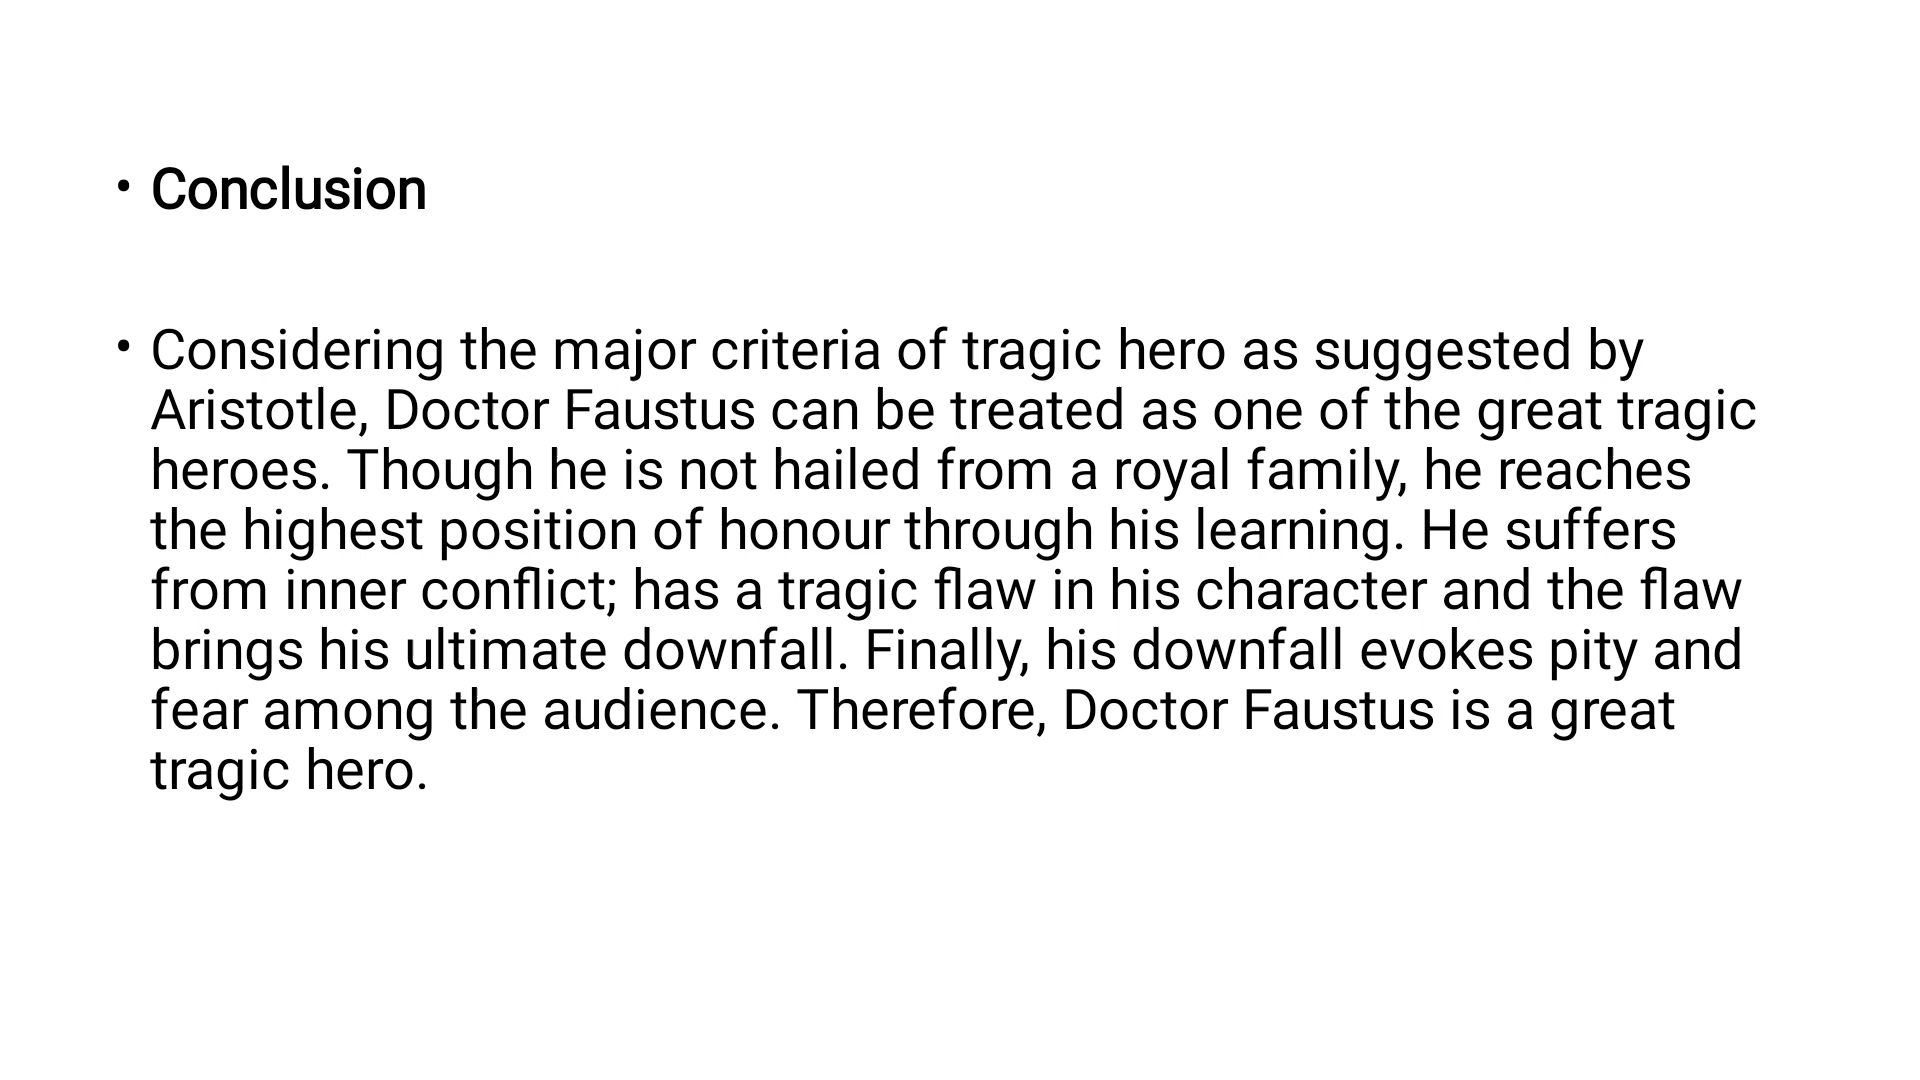 • Conclusion
• Considering the major criteria of tragic hero as suggested by
Aristotle, Doctor Faustus can be treated as one of the great tragic
heroes. Though he is not hailed from a royal family, he reaches
the highest position of honour through his learning. He suffers
from inner conflict; has a tragic flaw in his character and the flaw
brings his ultimate downfall. Finally, his downfall evokes pity and
fear among the audience. Therefore, Doctor Faustus is a great
tragic hero.